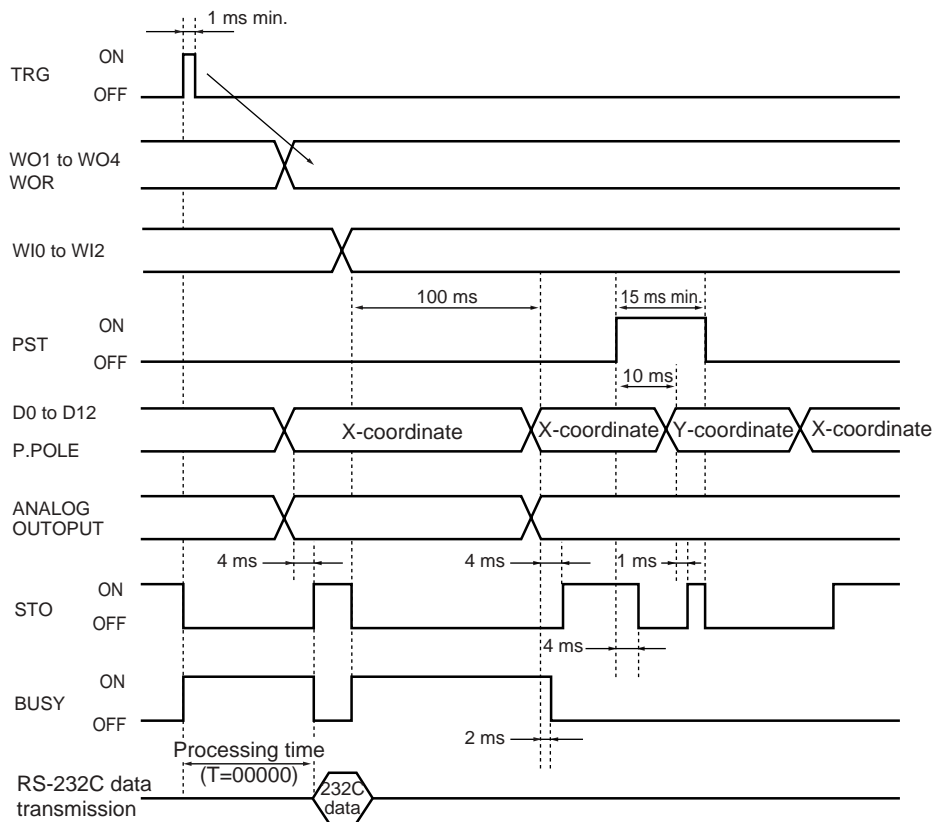 1 ms min.
ON
TRG
OFF
WO1 to WO4
WOR
WI0 to WI2
100 ms
15 ms min.
ON
PST
OFF
10 ms
D0 to D12
P.POLE
X-coordinate
X-coordinate
Y-coordinate
X-coordinate
ANALOG
OUTOPUT
4 ms
4 ms
1 ms
ON
STO
OFF
4 ms
ON
BUSY
OFF
2 ms
Processing time
(T=00000)
RS-232C data
transmission
232C
data